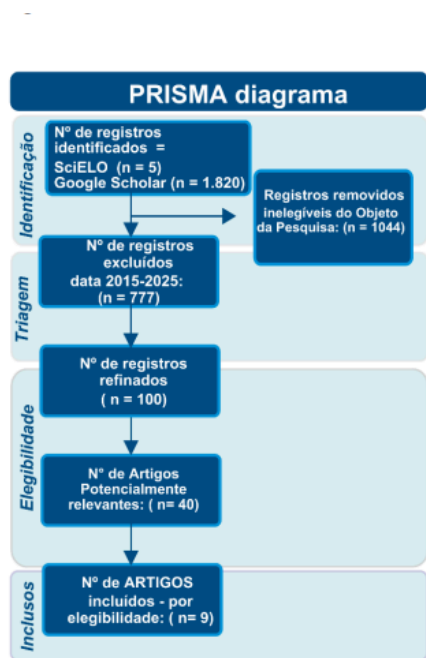 PRISMA diagrama
Identificação
Nº de registros
identificados =
SciELO (n = 5)
Google Scholar (n = 1.820)
Registros removidos
inelegíveis do Objeto
da Pesquisa: (n = 1044)
Triagem
Nº de registros
excluídos
data 2015-2025:
(n = 777)
Elegibilidade
Nº de registros
refinados
( n = 100)
N° de Artigos
Potencialmente
relevantes: ( n= 40)
Inclusos
Nº de ARTIGOS
incluídos - por
elegibilidade: ( n= 9)